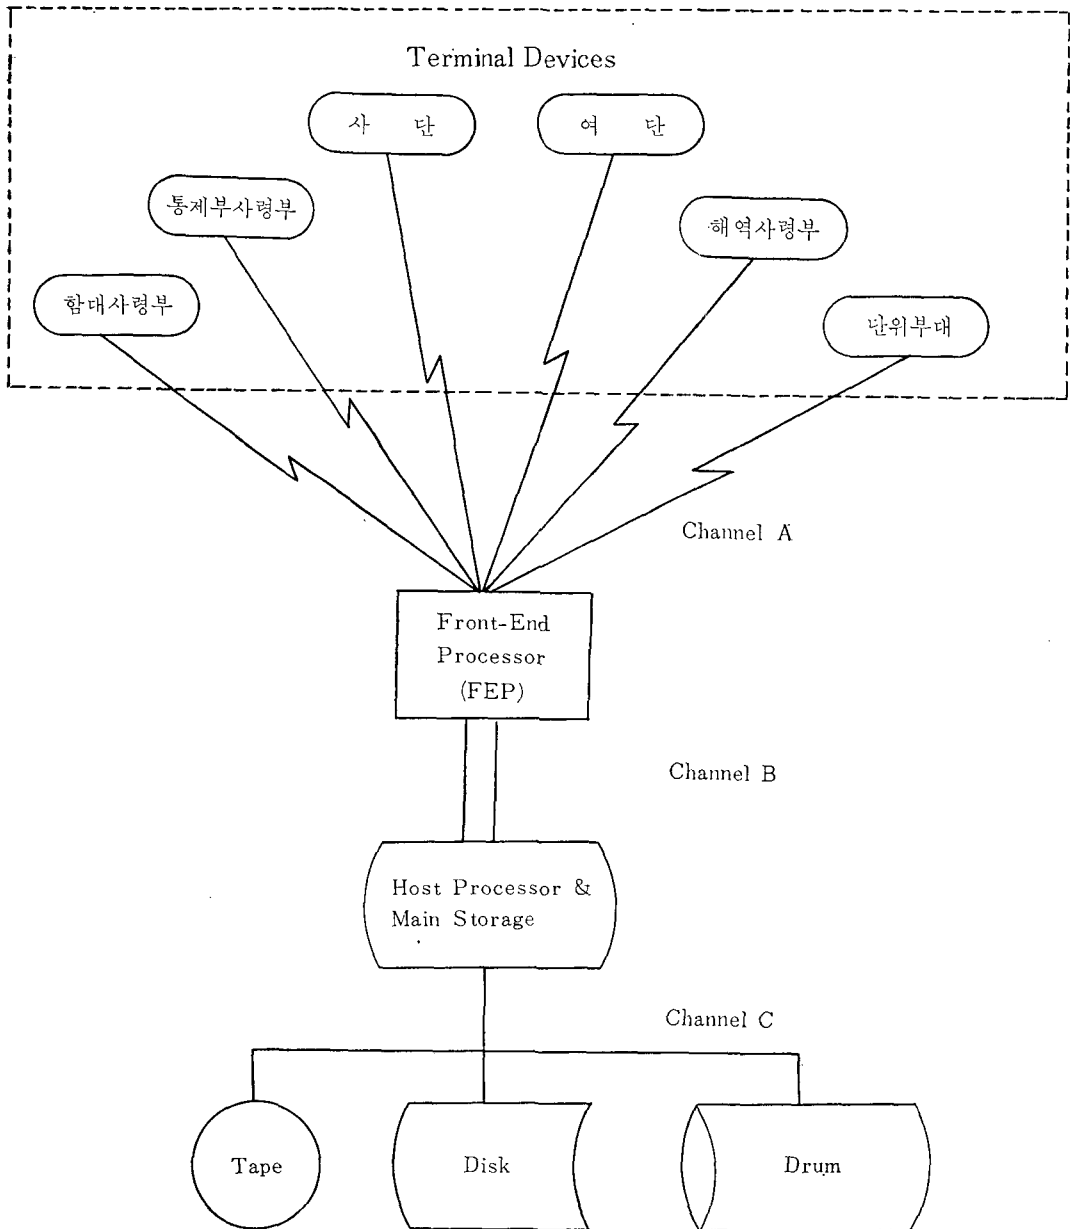 Terminal Devices
사 단
여 단
통제부사령부
해역사령부
함대사령부
단위부대
Channel A
Front-End
Processor
(FEP)
Channel B
Host Processor &
Main Storage
Channel C
Tape
Disk
Drum